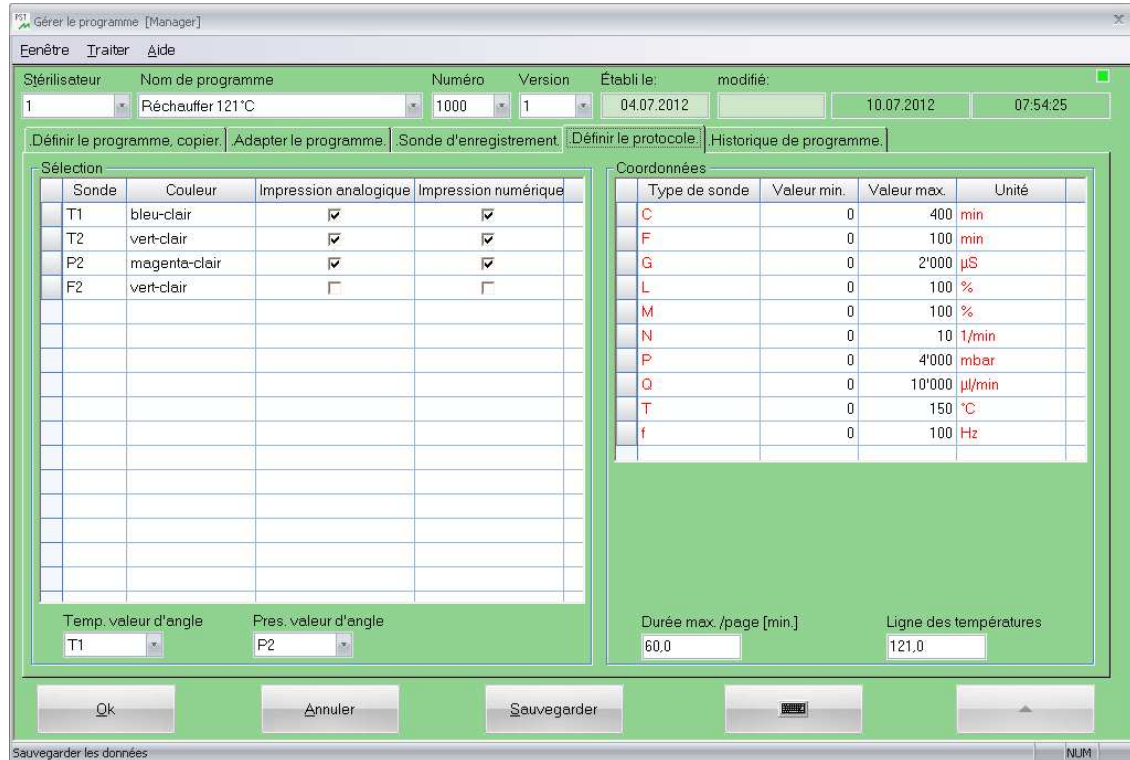 PST Gérer le programme [Manager]
Fenêtre Traiter Aide
Stérilisateur Nom de programme Numéro Version Établi le: modifié:
1 Réchauffer 121°C 1000 1 04.07.2012 10.07.2012 07:54:25
.Définir le programme, copier. .Adapter le programme. .Sonde d'enregistrement. .Définir le protocole. .Historique de programme.
Sélection
Sonde Couleur Impression analogique Impression numérique
T1 bleu-clair
T2 vert-clair
P2 magenta-clair
F2 vert-clair
Temp. valeur d'angle Pres. valeur d'angle
T1 P2
Coordonnées
Type de sonde Valeur min. Valeur max. Unité
C 0 400 min
F 0 100 min
G 0 2'000 µS
L 0 100 %
M 0 100 %
N 0 10 1/min
P 0 4'000 mbar
Q 0 10'000 µl/min
T 0 150 °C
f 0 100 Hz
Durée max. /page [min.] Ligne des températures
60,0 121,0
Ok Annuler Sauvegarder
Sauvegarder les données NUM